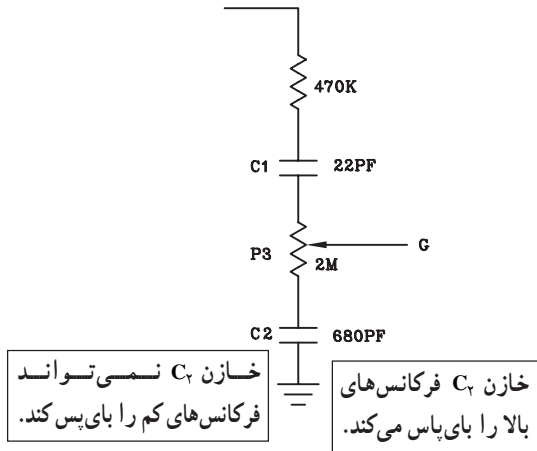 470K
C1 22PF
G
P3
2M
C2 680PF
خازن C۲ نمی‌تواند
فرکانس‌های کم را بای‌پس کند.
خازن C۲ فرکانس‌های
بالا را بای‌پاس می‌کند.